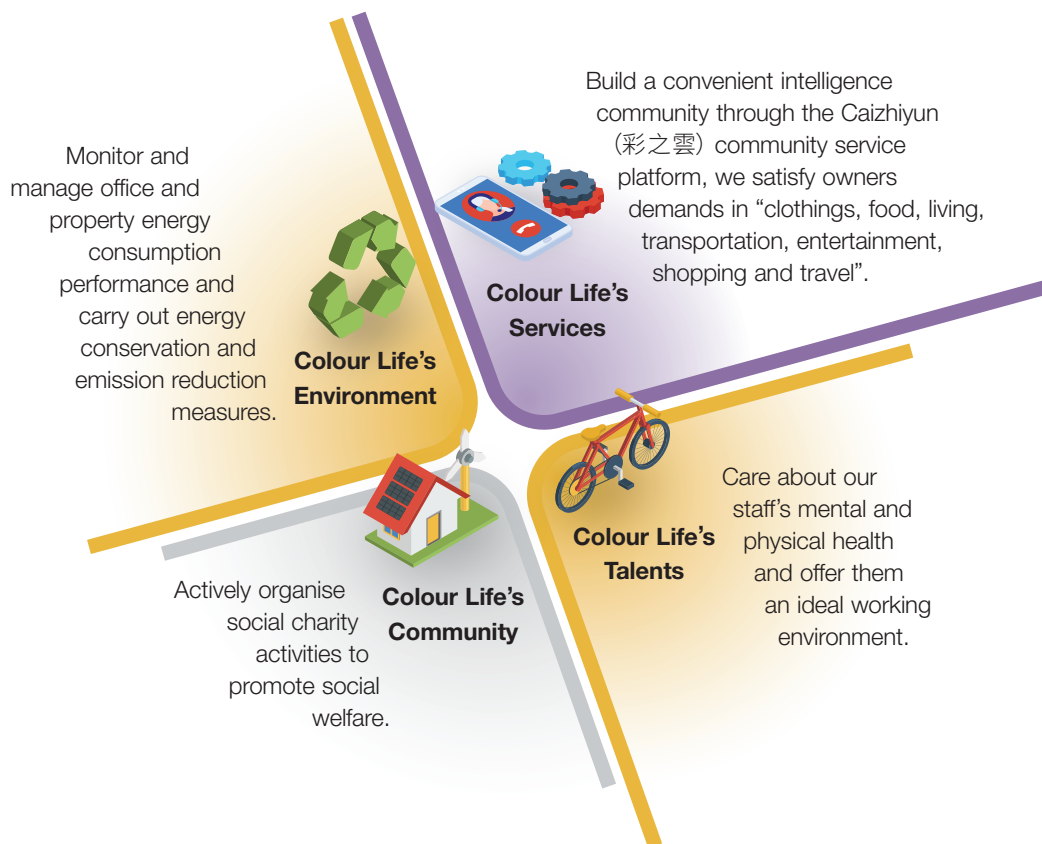 Monitor and
manage office and
property energy
consumption
performance and
carry out energy
conservation and
emission reduction
measures.
Colour Life’s
Environment
Build a convenient intelligence
community through the Caizhiyun
（彩之雲）community service
platform, we satisfy owners
demands in “clothings, food, living,
transportation, entertainment,
shopping and travel”.
Colour Life’s
Services
Actively organise
social charity
activities to
promote social
welfare.
Colour Life’s
Community
Colour Life’s
Talents
Care about our
staff’s mental and
physical health
and offer them
an ideal working
environment.